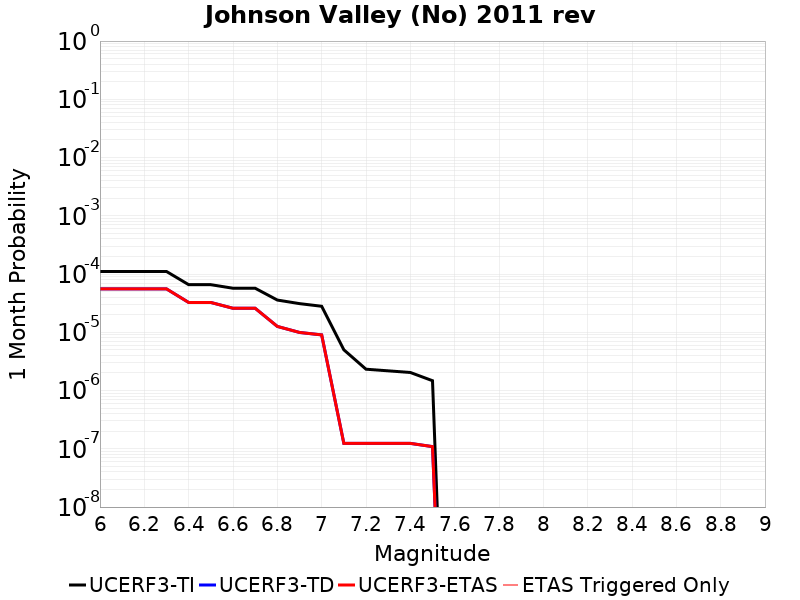 Johnson Valley (No) 2011 rev
10^0
10^-1
10^-2
10^-3
10^-4
10^-5
10^-6
10^-7
10^-8
1 Month Probability
6 6.2 6.4 6.6 6.8 7 7.2 7.4 7.6 7.8 8 8.2 8.4 8.6 8.8 9
Magnitude
UCERF3-TI UCERF3-TD UCERF3-ETAS ETAS Triggered Only